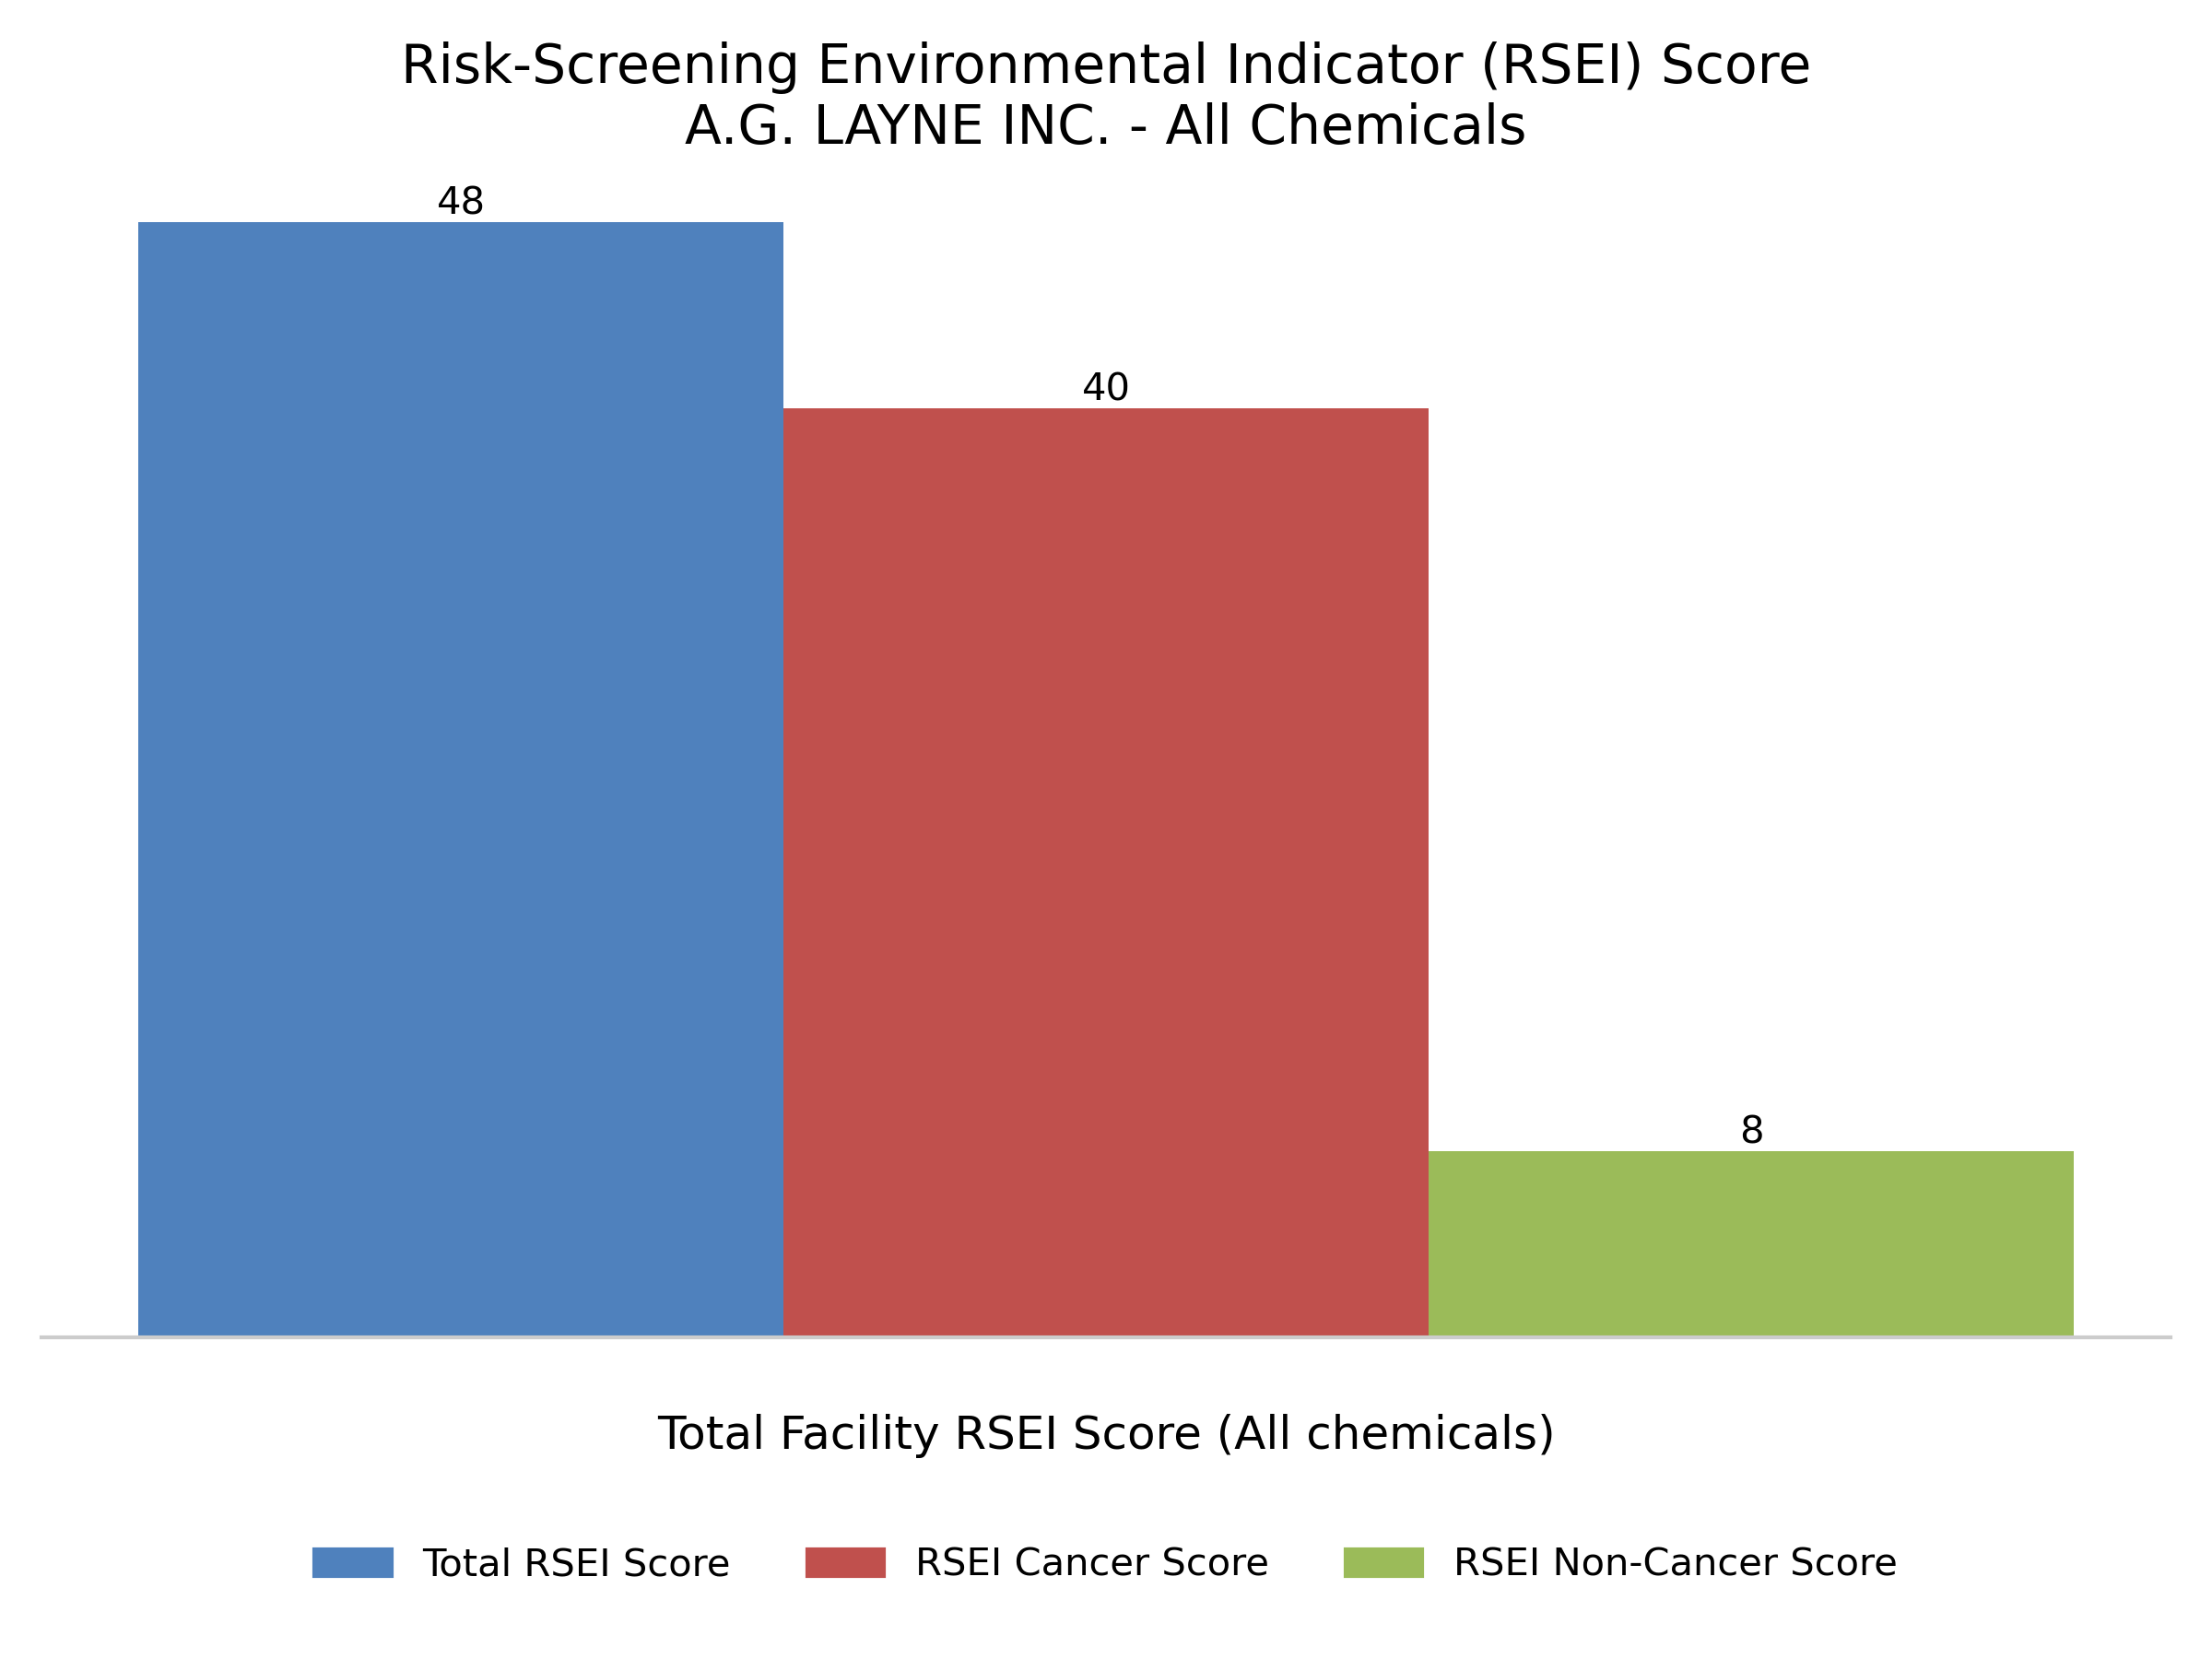 Risk-Screening Environmental Indicator (RSEI) Score
A.G. LAYNE INC. - All Chemicals
48
40
8
Total Facility RSEI Score (All chemicals)
Total RSEI Score
RSEI Cancer Score
RSEI Non-Cancer Score